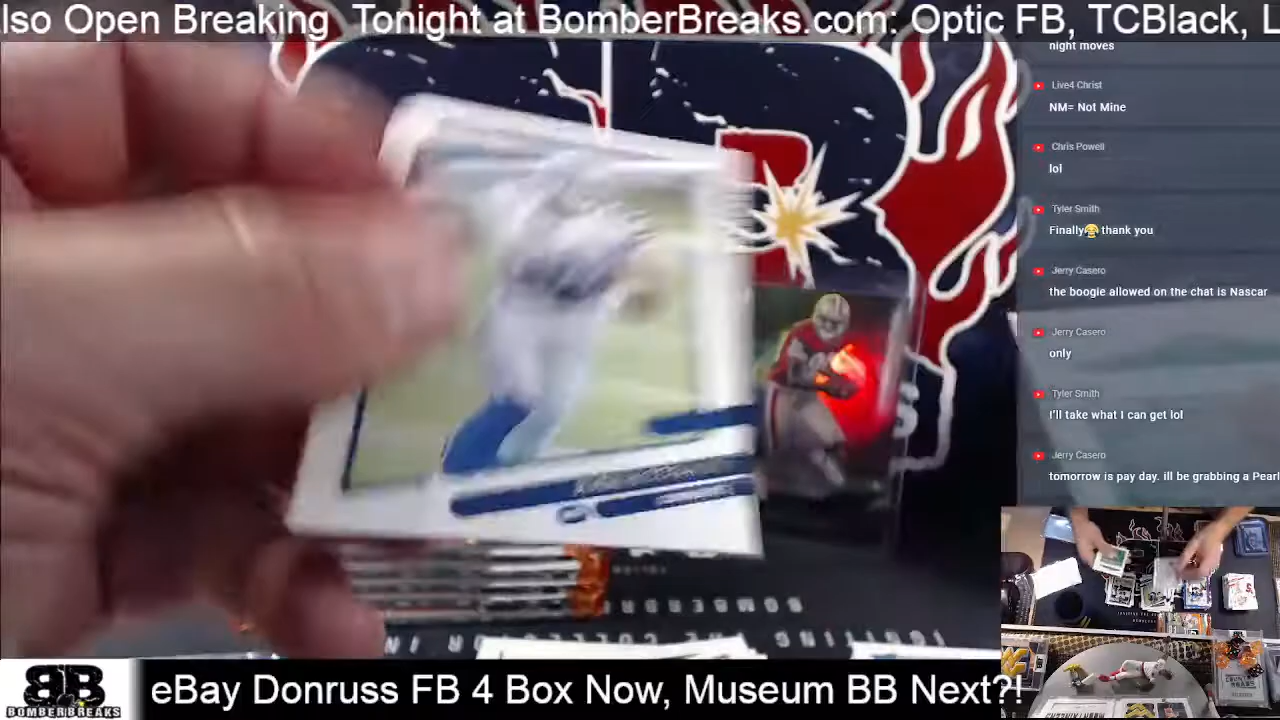 lso Open Breaking Tonight at BomberBreaks.com: Optic FB, TCBlack, L
night moves
Live4 Christ
NM= Not Mine
Chris Powell
lol
Tyler Smith
Finally😤 thank you
Jerry Casero
the boogie allowed on the chat is Nascar
Jerry Casero
only
Tyler Smith
I'll take what I can get lol
Jerry Casero
tomorrow is pay day. ill be grabbing a Pear
BB
BOMBERBREAKS
eBay Donruss FB 4 Box Now, Museum BB Next?!